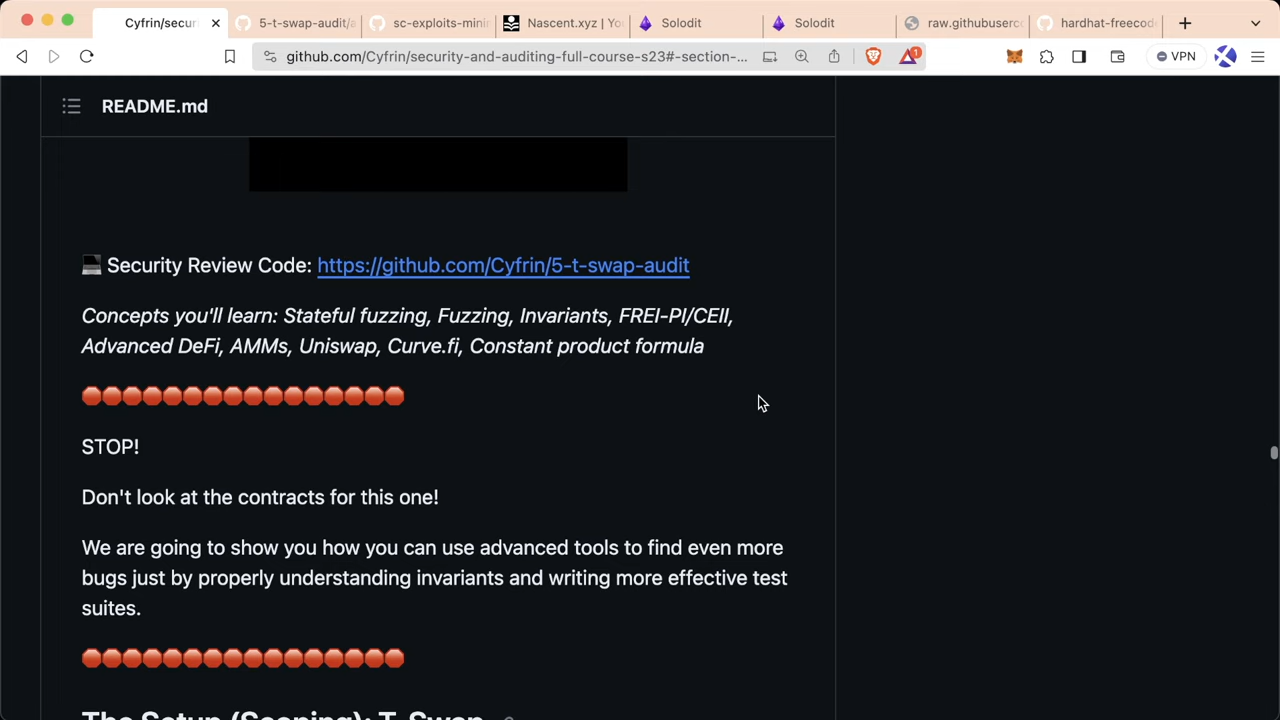 Cyfrin/secur
5-t-swap-audit/a
sc-exploits-mini
Nascent.xyz | Yo
Solodit
Solodit
raw.githubuserc
hardhat-freecod
github.com/Cyfrin/security-and-auditing-full-course-s23#-section-...
1
VPN
README.md
Security Review Code: https://github.com/Cyfrin/5-t-swap-audit
Concepts you'll learn: Stateful fuzzing, Fuzzing, Invariants, FREI-PI/CEII,
Advanced DeFi, AMMs, Uniswap, Curve.fi, Constant product formula
STOP!
Don't look at the contracts for this one!
We are going to show you how you can use advanced tools to find even more
bugs just by properly understanding invariants and writing more effective test
suites.
The Setup (Scoping): T-Swap